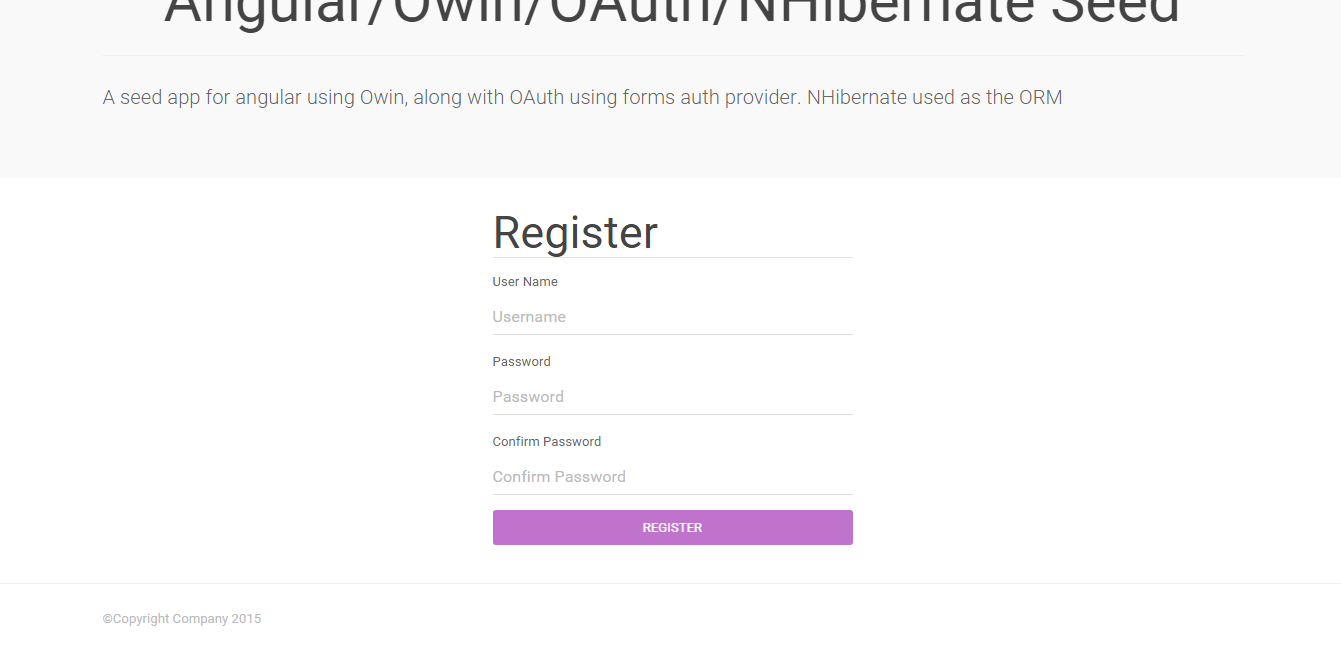 Angular/Owin/OAuth/NHibernate Seed
A seed app for angular using Owin, along with OAuth using forms auth provider. NHibernate used as the ORM
Register
User Name
Username
Password
Password
Confirm Password
Confirm Password
REGISTER
©Copyright Company 2015